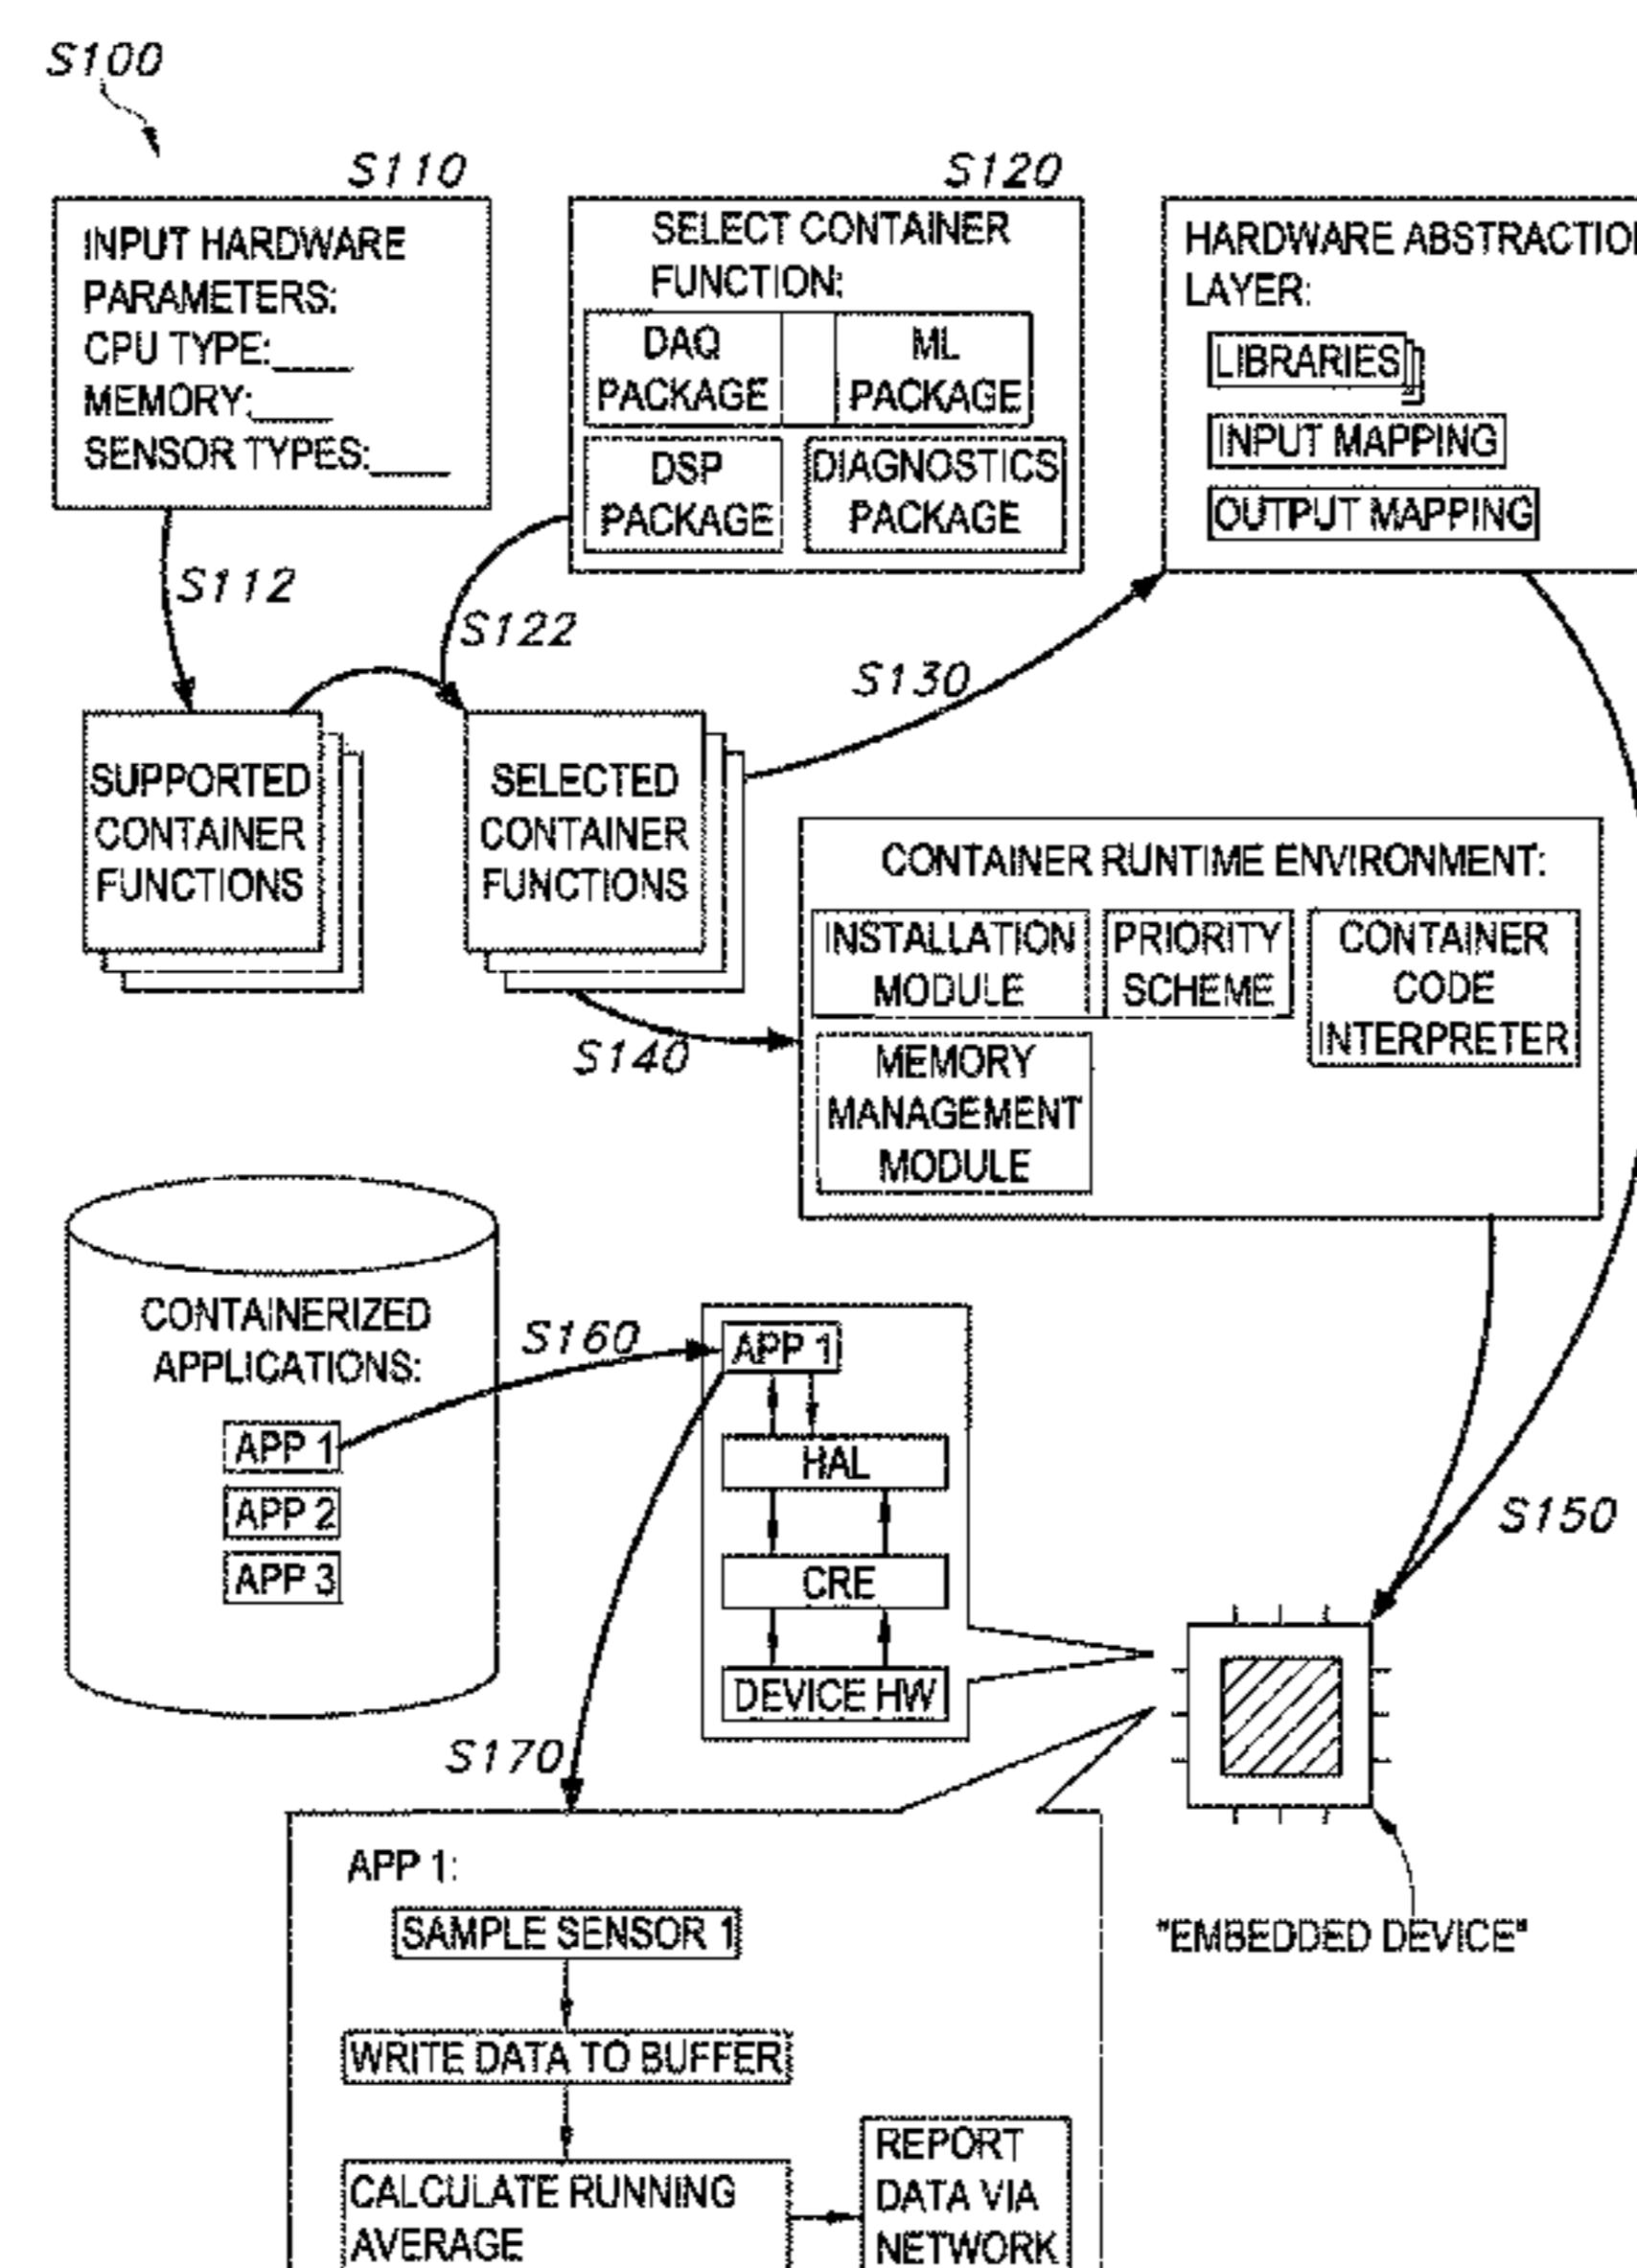 S100
S110
INPUT HARDWARE
PARAMETERS:
CPU TYPE:____
MEMORY:____
SENSOR TYPES:____
S120
SELECT CONTAINER
FUNCTION:
DAQ
PACKAGE
ML
PACKAGE
DSP
PACKAGE
DIAGNOSTICS
PACKAGE
HARDWARE ABSTRACTION
LAYER:
LIBRARIES
INPUT MAPPING
OUTPUT MAPPING
S112
S122
S130
SUPPORTED
CONTAINER
FUNCTIONS
SELECTED
CONTAINER
FUNCTIONS
S140
CONTAINER RUNTIME ENVIRONMENT:
INSTALLATION
MODULE
PRIORITY
SCHEME
CONTAINER
CODE
INTERPRETER
MEMORY
MANAGEMENT
MODULE
CONTAINERIZED
APPLICATIONS:
APP 1
APP 2
APP 3
S160
APP 1
HAL
CRE
DEVICE HW
S150
S170
"EMBEDDED DEVICE"
APP 1:
SAMPLE SENSOR 1
WRITE DATA TO BUFFER
CALCULATE RUNNING
AVERAGE
REPORT
DATA VIA
NETWORK